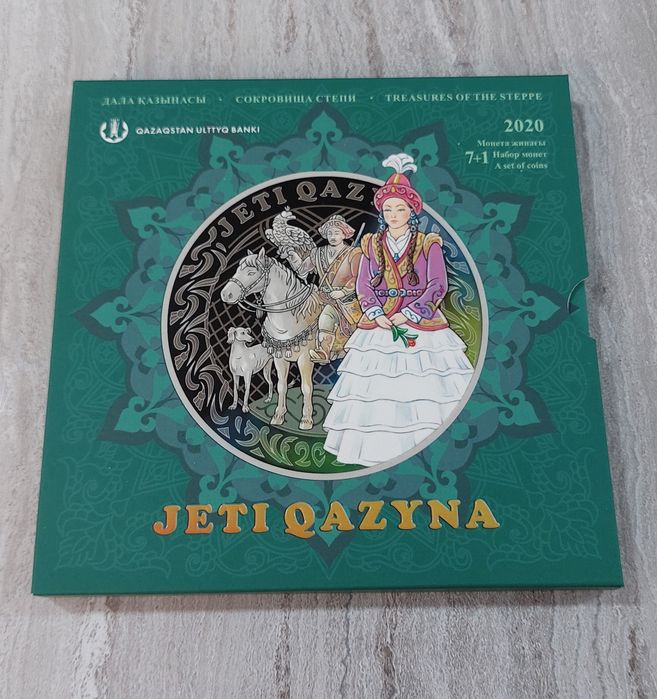 ДАЛА ҚАЗЫНАСЫ · СОКРОВИЩА СТЕПИ · TREASURES OF THE STEPPE
QAZAQSTAN ULTTYQ BANKI
2020
Монета жинағы
7+1 Набор монет
A set of coins
JETI QAZY
JETI QAZYNA